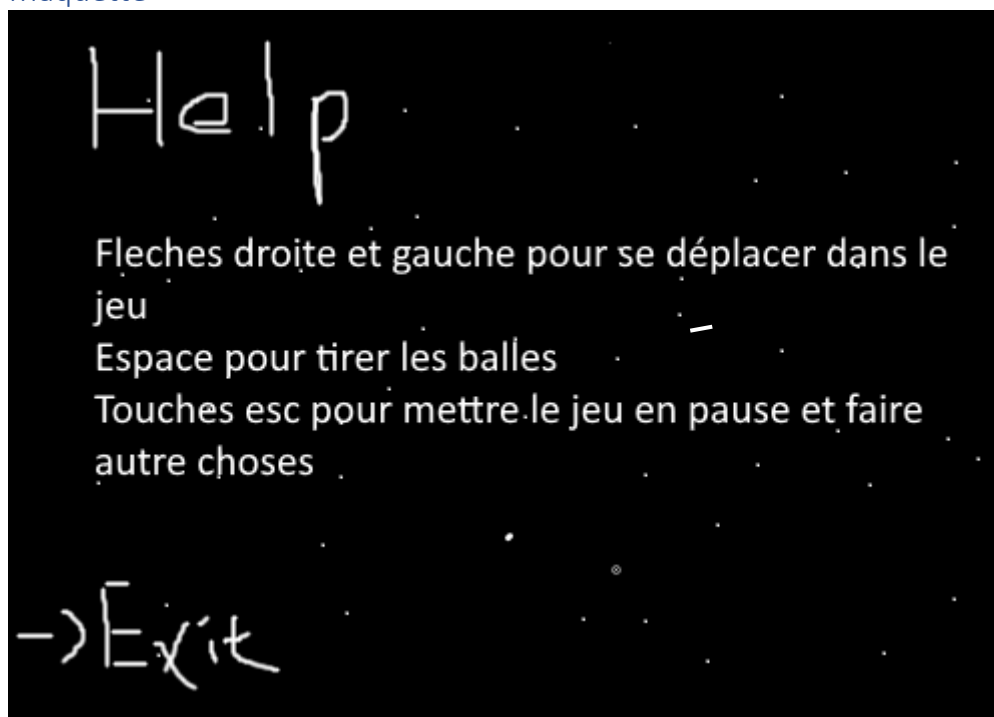 Help
Fleches droite et gauche pour se déplacer dans le
jeu
Espace pour tirer les balles
Touches esc pour mettre le jeu en pause et faire
autre choses
->Exit